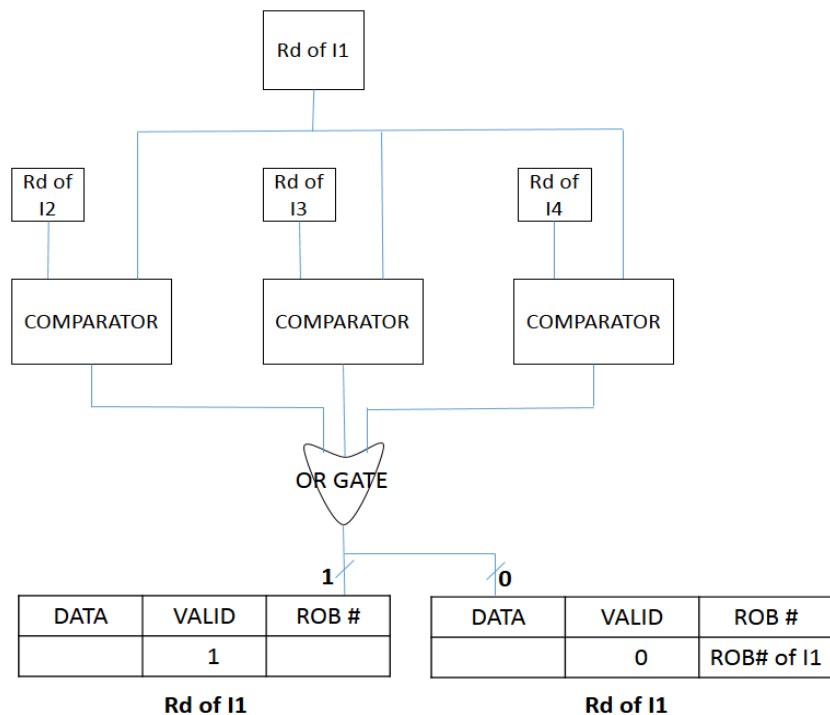 Rd of I1
Rd of
I2
Rd of
I3
Rd of
I4
COMPARATOR
COMPARATOR
COMPARATOR
OR GATE
1
0
DATA VALID ROB #
1
DATA VALID ROB #
0 ROB# of I1
Rd of I1
Rd of I1